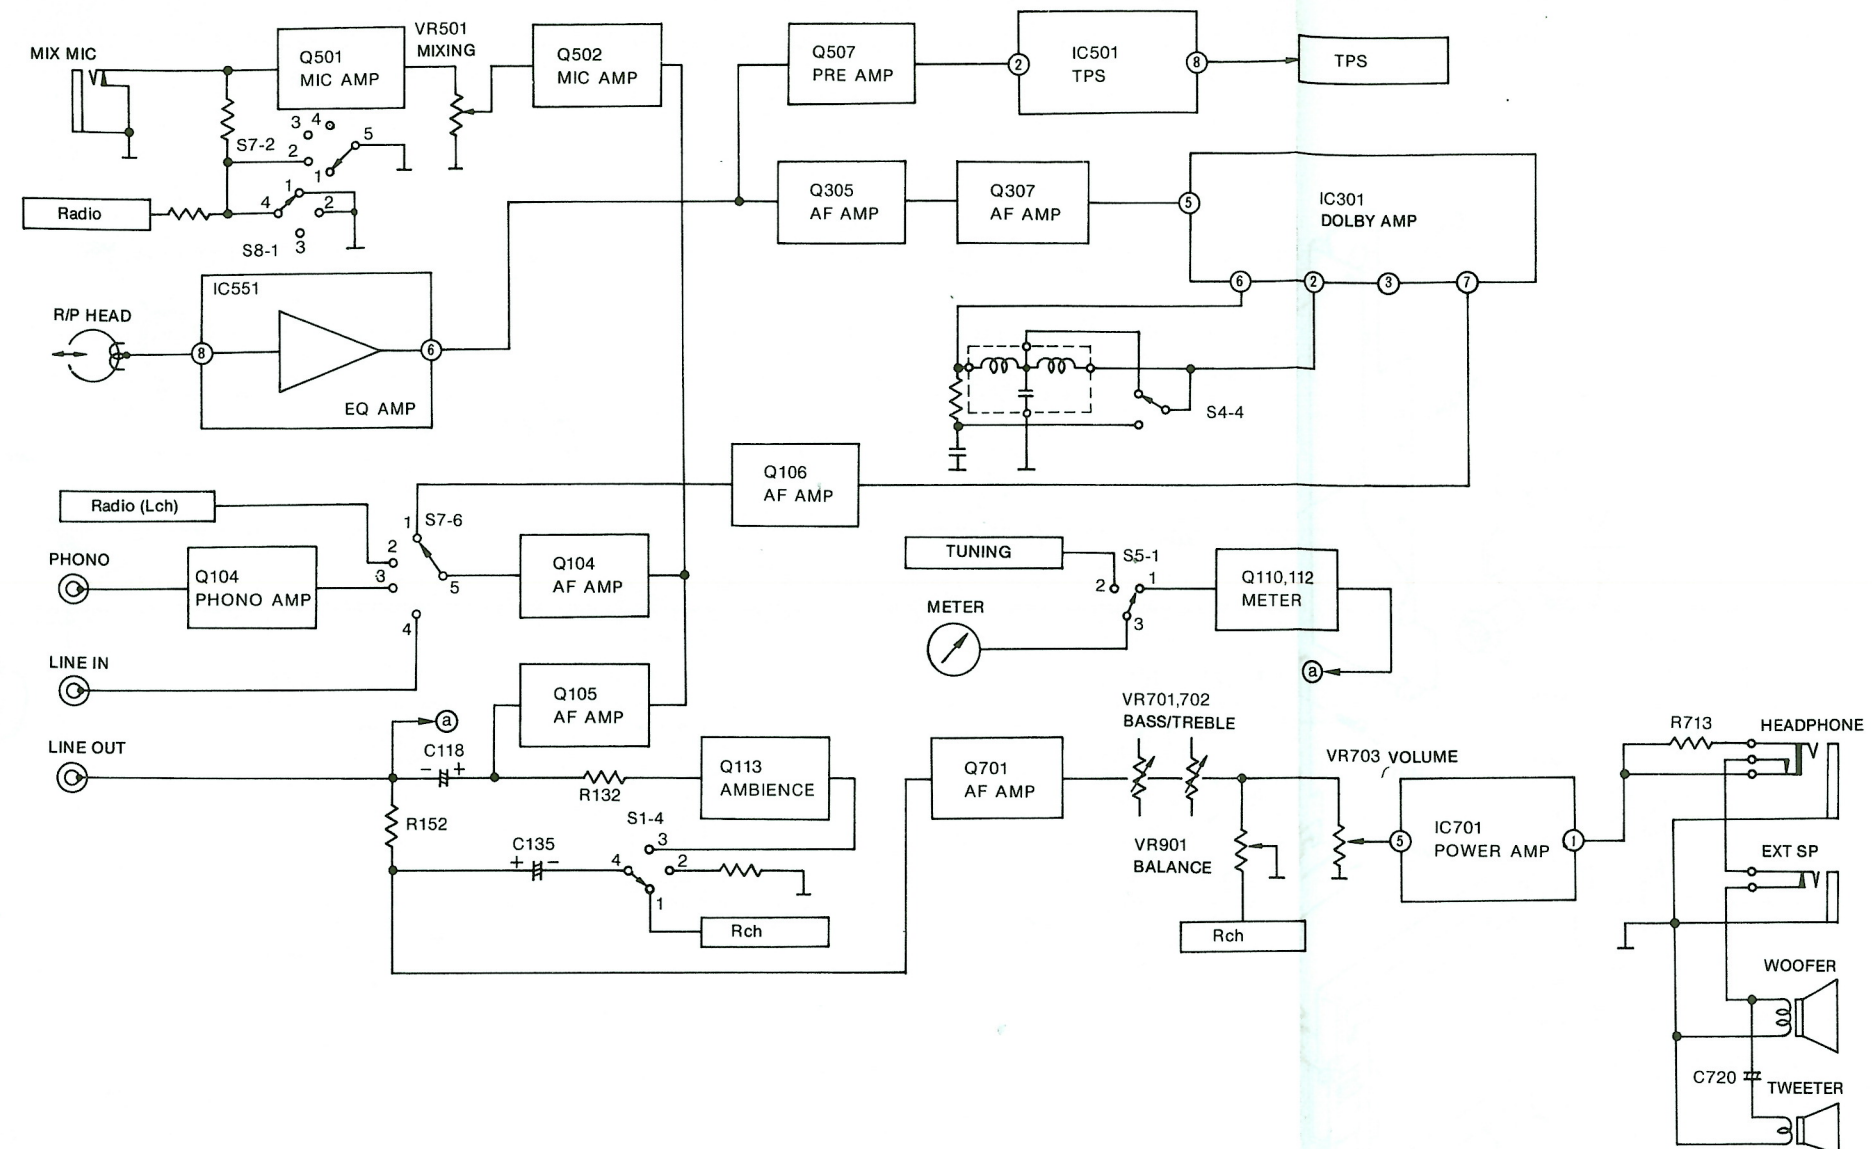 MIX MIC
Q501
MIC AMP
VR501
MIXING
Q502
MIC AMP
Q507
PRE AMP
2
IC501
TPS
8
TPS
S7-2
3
4
2
1
5
Radio
4
1
2
3
S8-1
Q305
AF AMP
Q307
AF AMP
5
IC301
DOLBY AMP
6
2
3
7
R/P HEAD
8
IC551
6
EQ AMP
S4-4
Q106
AF AMP
Radio (Lch)
1
S7-6
2
3
5
4
PHONO
Q104
PHONO AMP
Q104
AF AMP
TUNING
S5-1
2
1
3
Q110,112
METER
METER
a
LINE IN
Q105
AF AMP
LINE OUT
a
C118
- +
R132
Q113
AMBIENCE
R152
S1-4
C135
+ -
4
3
2
1
Rch
Q701
AF AMP
VR701,702
BASS/TREBLE
VR901
BALANCE
Rch
VR703 VOLUME
5
IC701
POWER AMP
1
R713
HEADPHONE
EXT SP
WOOFER
C720
TWEETER